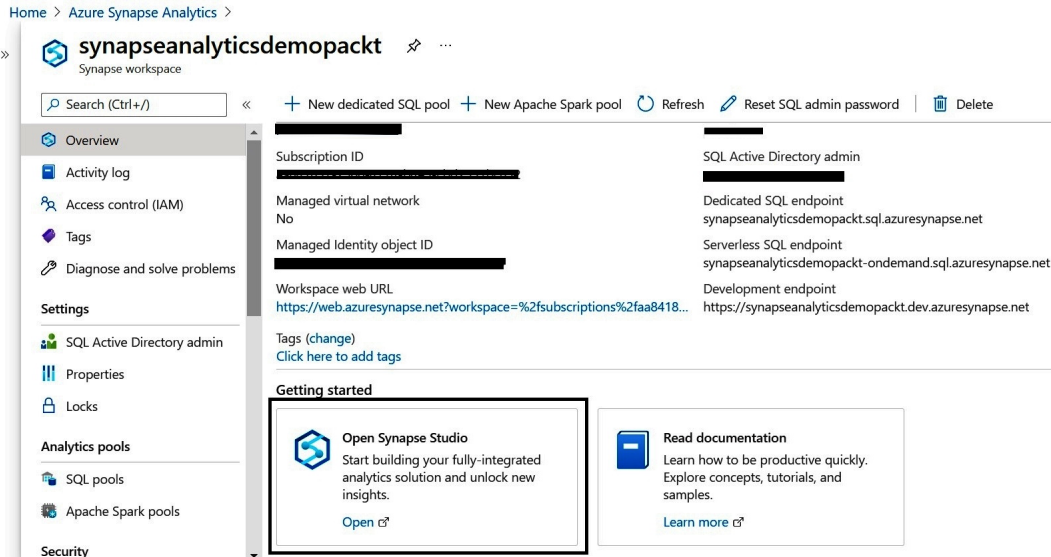 Home > Azure Synapse Analytics >
»
synapseanalyticsdemopackt
...
Synapse workspace
Search (Ctrl+/)
«
New dedicated SQL pool
New Apache Spark pool
Refresh
Reset SQL admin password
Delete
Overview
Activity log
Access control (IAM)
Tags
Diagnose and solve problems
Settings
SQL Active Directory admin
Properties
Locks
Analytics pools
SQL pools
Apache Spark pools
Security
Subscription ID
Managed virtual network
No
Managed Identity object ID
Workspace web URL
https://web.azuresynapse.net?workspace=%2fsubscriptions%2faa8418...
Tags (change)
Click here to add tags
SQL Active Directory admin
Dedicated SQL endpoint
synapseanalyticsdemopackt.sql.azuresynapse.net
Serverless SQL endpoint
synapseanalyticsdemopackt-ondemand.sql.azuresynapse.net
Development endpoint
https://synapseanalyticsdemopackt.dev.azuresynapse.net
Getting started
Open Synapse Studio
Start building your fully-integrated
analytics solution and unlock new
insights.
Open
Read documentation
Learn how to be productive quickly.
Explore concepts, tutorials, and
samples.
Learn more